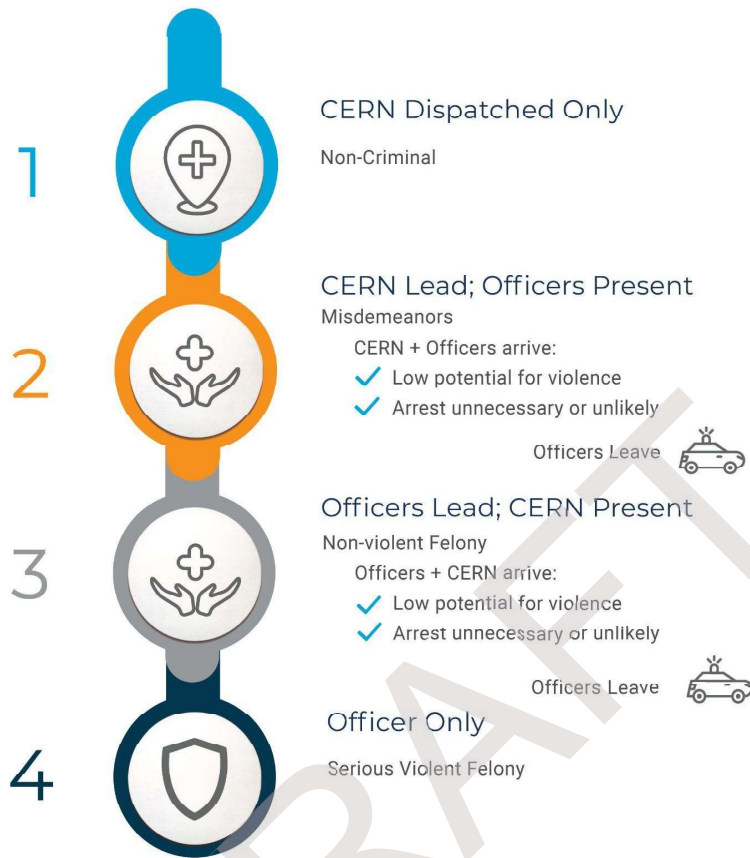 1
CERN Dispatched Only
Non-Criminal
2
CERN Lead; Officers Present
Misdemeanors
CERN + Officers arrive:
Low potential for violence
Arrest unnecessary or unlikely
Officers Leave
3
Officers Lead; CERN Present
Non-violent Felony
Officers + CERN arrive:
Low potential for violence
Arrest unnecessary or unlikely
Officers Leave
4
Officer Only
Serious Violent Felony
RAFT